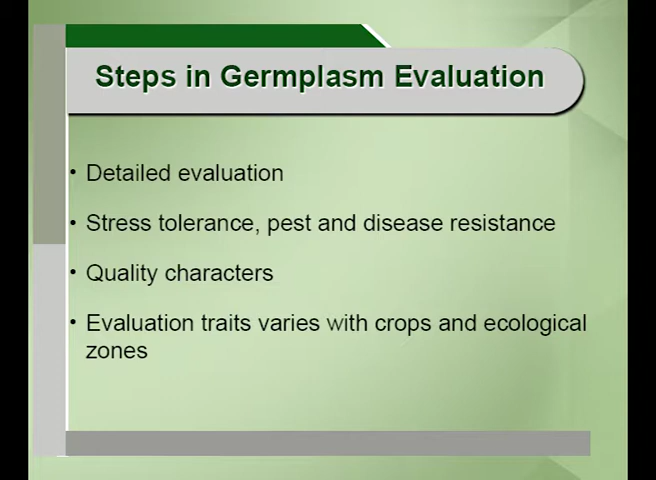 Steps in Germplasm Evaluation
• Detailed evaluation
• Stress tolerance, pest and disease resistance
• Quality characters
• Evaluation traits varies with crops and ecological
zones